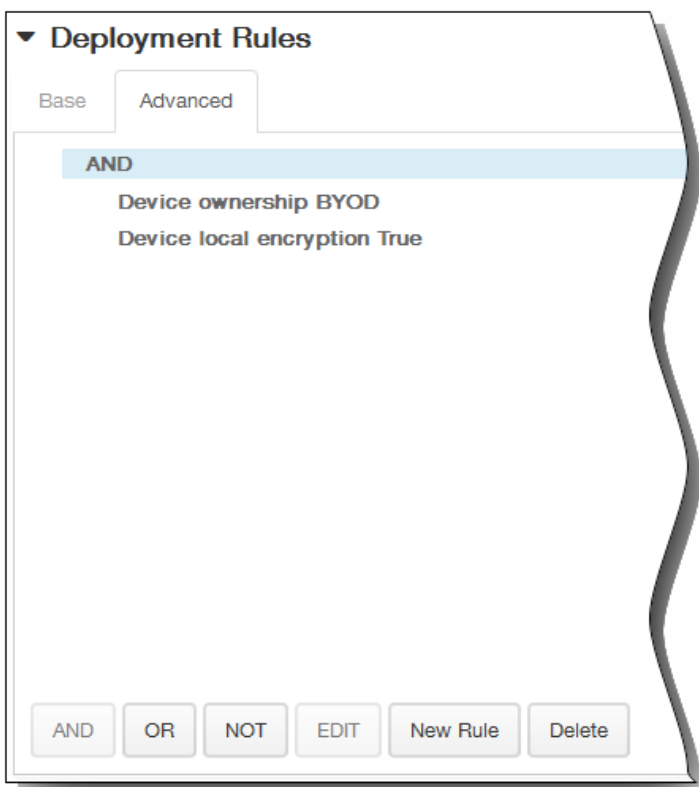 Deployment Rules
Base Advanced
AND
Device ownership BYOD
Device local encryption True
AND OR NOT EDIT New Rule Delete